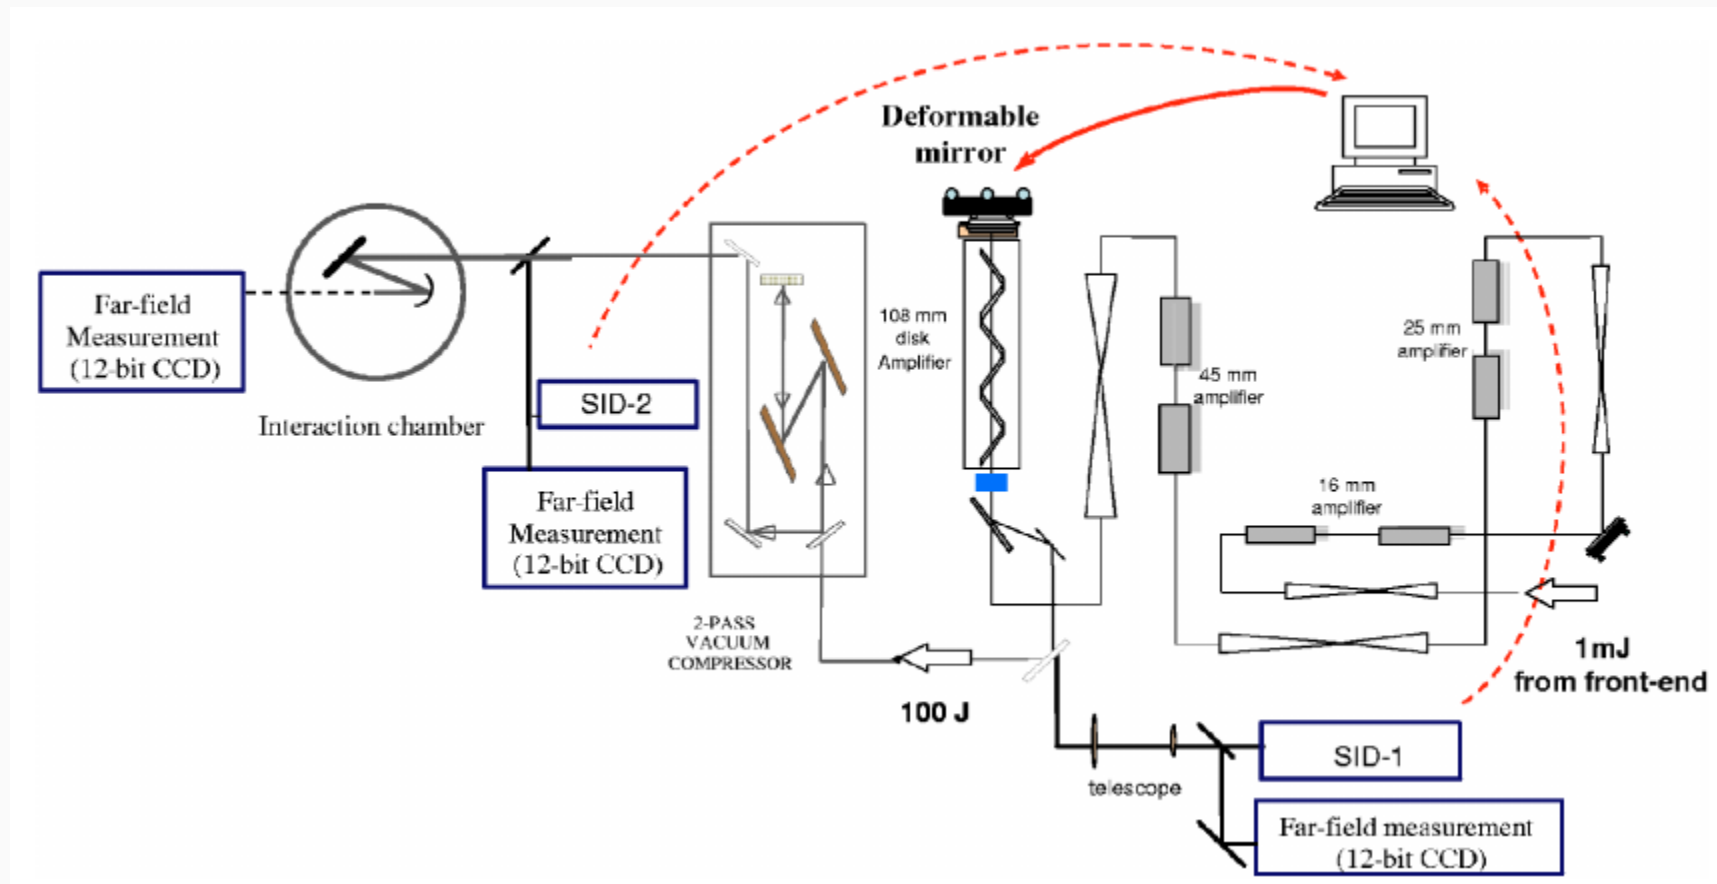 Deformable
mirror
Far-field
Measurement
(12-bit CCD)
Interaction chamber
SID-2
Far-field
Measurement
(12-bit CCD)
108 mm
disk
Amplifier
45 mm
amplifier
25 mm
amplifier
16 mm
amplifier
2-PASS
VACUUM
COMPRESSOR
100 J
1mJ
from front-end
telescope
SID-1
Far-field measurement
(12-bit CCD)